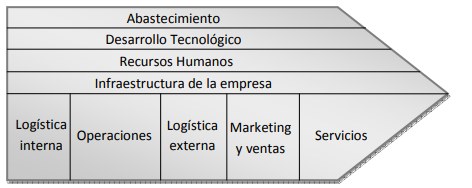 Abastecimiento
Desarrollo Tecnológico
Recursos Humanos
Infraestructura de la empresa
Logística
interna
Operaciones
Logística
externa
Marketing
y ventas
Servicios